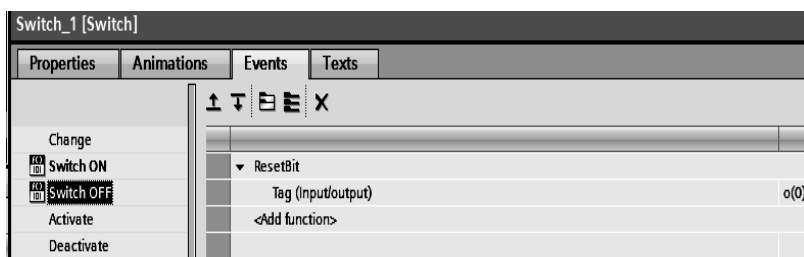 Switch_1 [Switch]
Properties Animations Events Texts
Change
Switch ON
ResetBit
Switch OFF
Tag (Input/output) o(0)
Activate
<Add function>
Deactivate